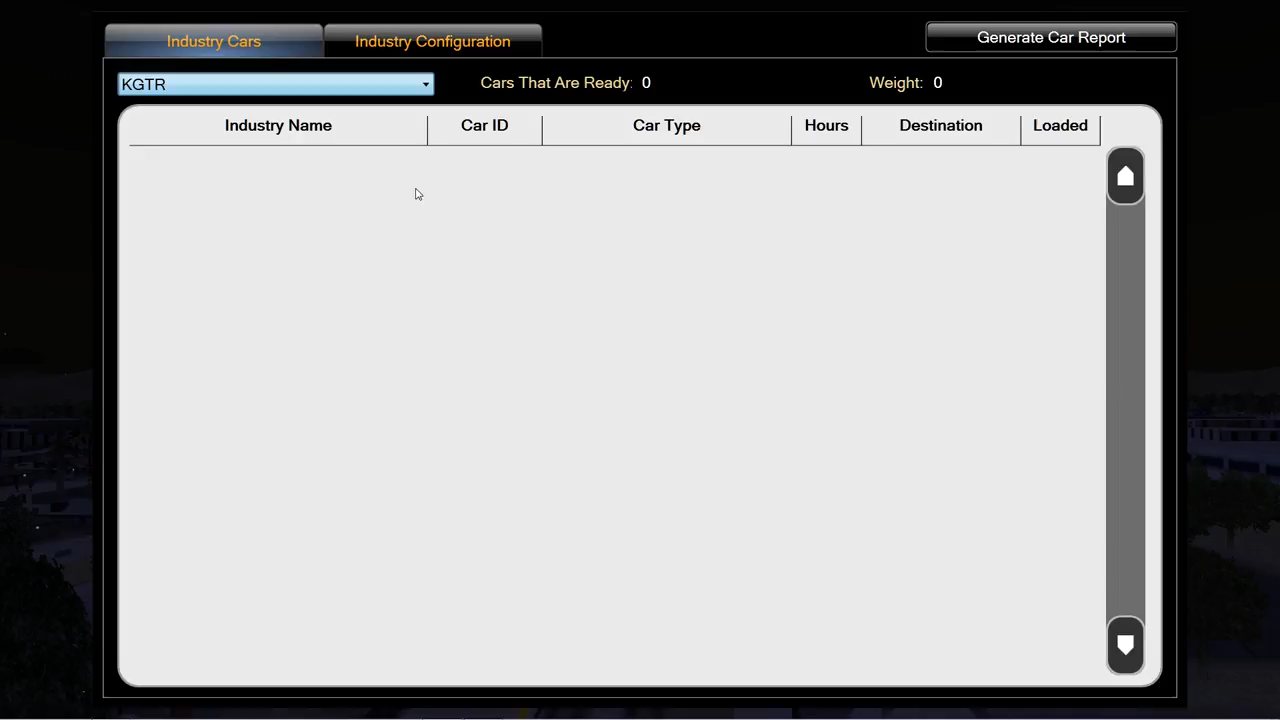 Industry Cars Industry Configuration Generate Car Report
KGTR Cars That Are Ready: 0 Weight: 0
Industry Name Car ID Car Type Hours Destination Loaded